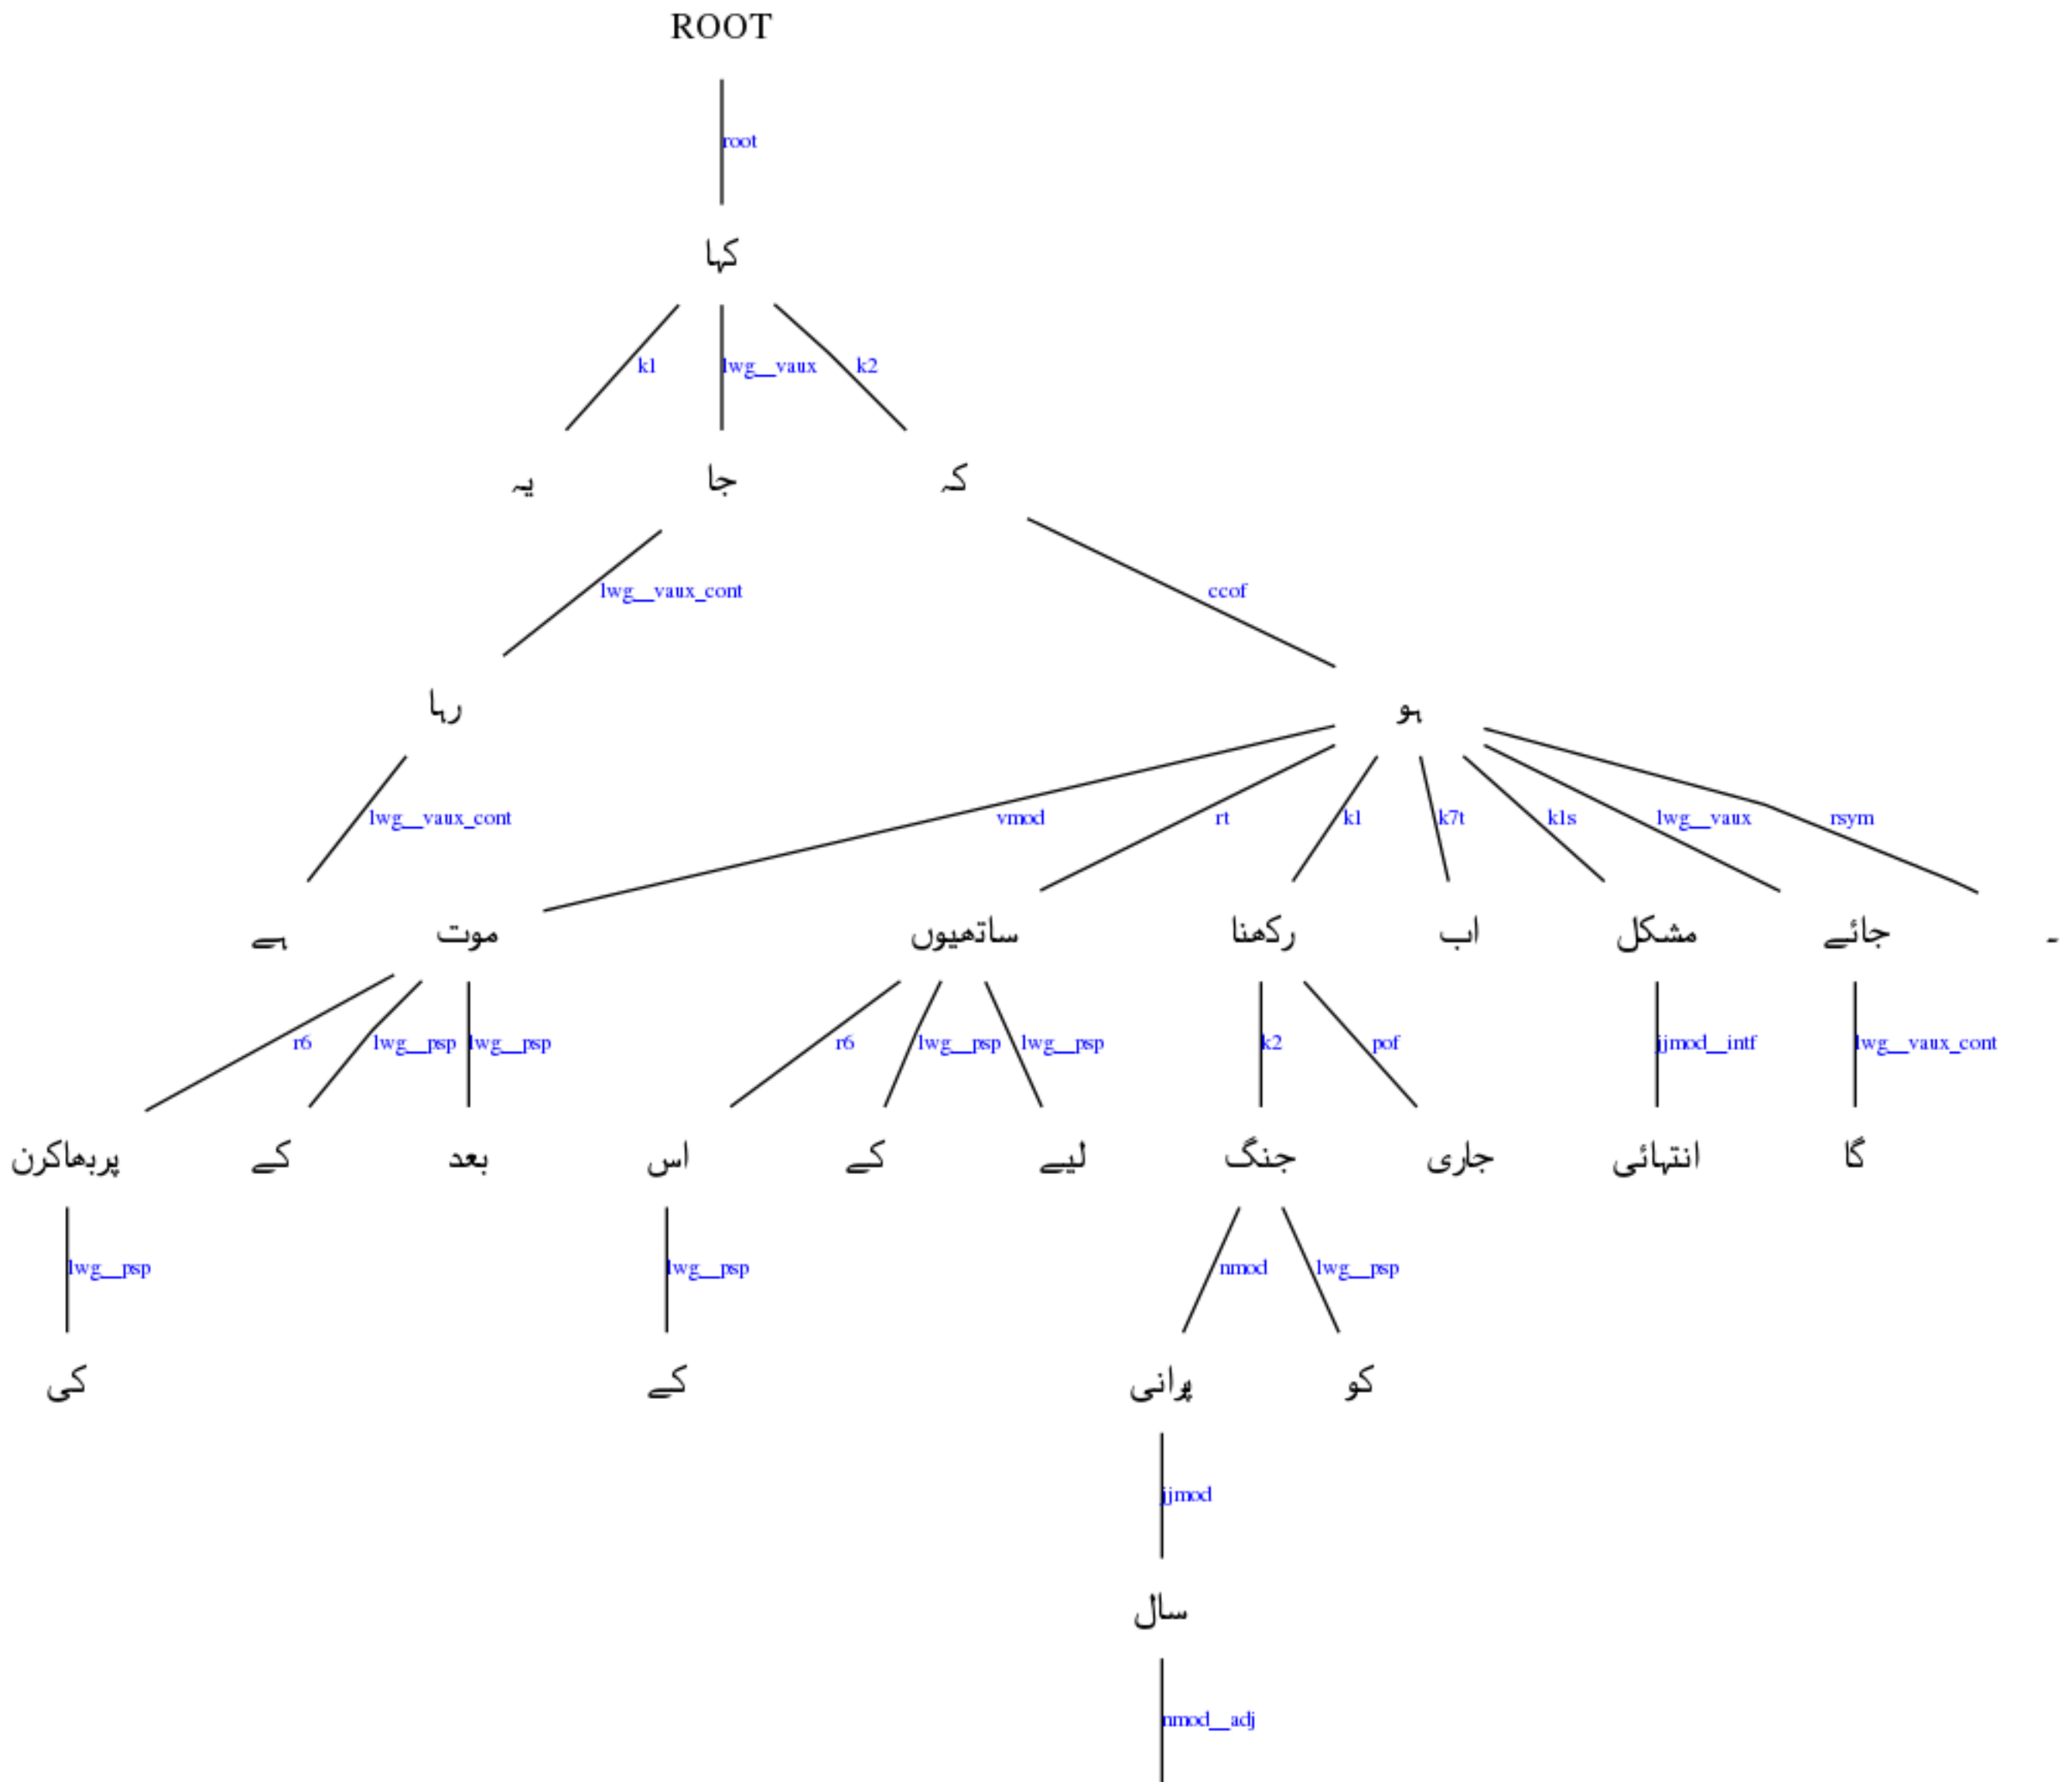 ROOT
root
کہا
k1 lwg__vaux k2
یہ جا کہ
lwg__vaux_cont ccof
رہا ہو
lwg__vaux_cont vmod rt k1 k7t k1s lwg__vaux rsym
ہے موت ساتھیوں رکھنا اب مشکل جائے ۔
r6 lwg__psp lwg__psp r6 lwg__psp lwg__psp k2 pof jjmod__intf lwg__vaux_cont
پربھاکرن کے بعد اس کے لیے جنگ جاری انتہائی گا
lwg__psp lwg__psp nmod lwg__psp
کی کے پرانی کو
jjmod
سال
nmod__adj